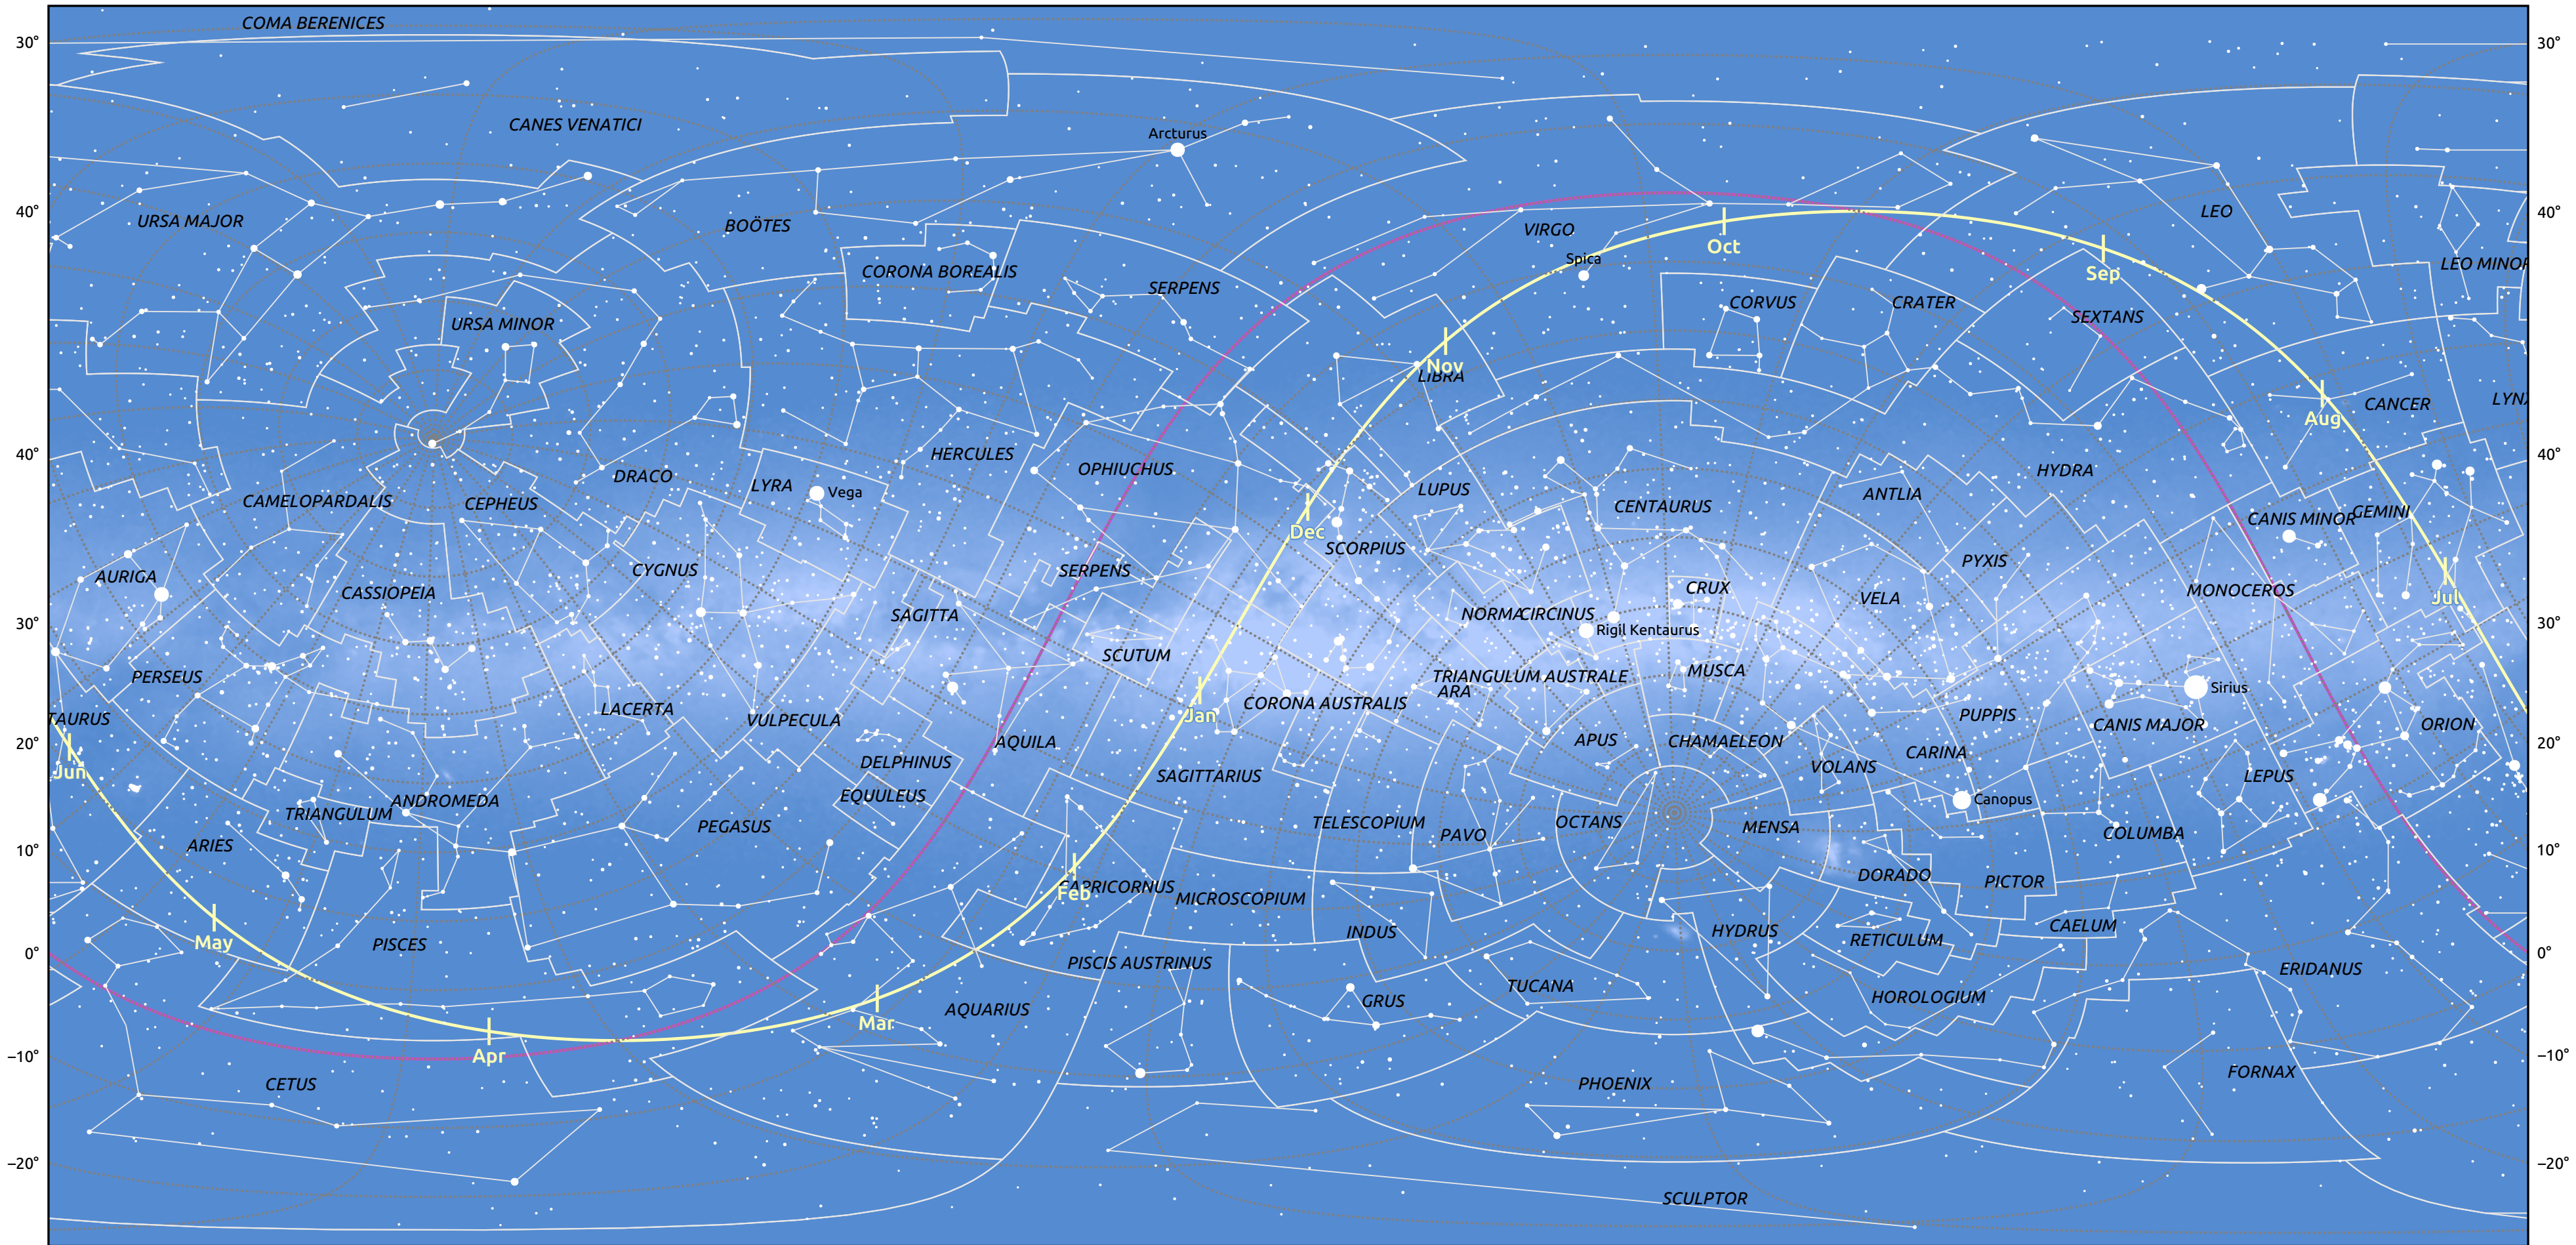 COMA BERENICES
30°
30°
CANES VENATICI
Arcturus
40°
URSA MAJOR
BOÖTES
VIRGO
LEO
40°
Oct
Spica
Sep
CORONA BOREALIS
LEO MINOR
SERPENS
CORVUS
CRATER
SEXTANS
URSA MINOR
Nov
LIBRA
Aug
CANCER
LYN
40°
HERCULES
OPHIUCHUS
HYDRA
40°
DRACO
LYRA
Vega
LUPUS
ANTLIA
CAMELOPARDALIS
CEPHEUS
CENTAURUS
CANIS MINOR
GEMINI
Dec
SCORPIUS
PYXIS
AURIGA
CYGNUS
SERPENS
CASSIOPEIA
CRUX
VELA
MONOCEROS
Jul
30°
SAGITTA
NORMA
CIRCINUS
Rigil Kentaurus
30°
SCUTUM
PERSEUS
TRIANGULUM AUSTRALE
MUSCA
ARA
Sirius
TAURUS
LACERTA
VULPECULA
Jan
CORONA AUSTRALIS
PUPPIS
CANIS MAJOR
ORION
20°
AQUILA
APUS
CHAMAELEON
CARINA
20°
Jun
DELPHINUS
SAGITTARIUS
VOLANS
LEPUS
EQUULEUS
TRIANGULUM
ANDROMEDA
Canopus
PEGASUS
TELESCOPIUM
PAVO
OCTANS
MENSA
COLUMBA
ARIES
10°
10°
Feb
CAPRICORNUS
MICROSCOPIUM
DORADO
PICTOR
May
PISCES
INDUS
HYDRUS
RETICULUM
CAELUM
0°
PISCIS AUSTRINUS
ERIDANUS
0°
Mar
AQUARIUS
GRUS
TUCANA
HOROLOGIUM
–10°
Apr
–10°
CETUS
PHOENIX
FORNAX
–20°
–20°
SCULPTOR